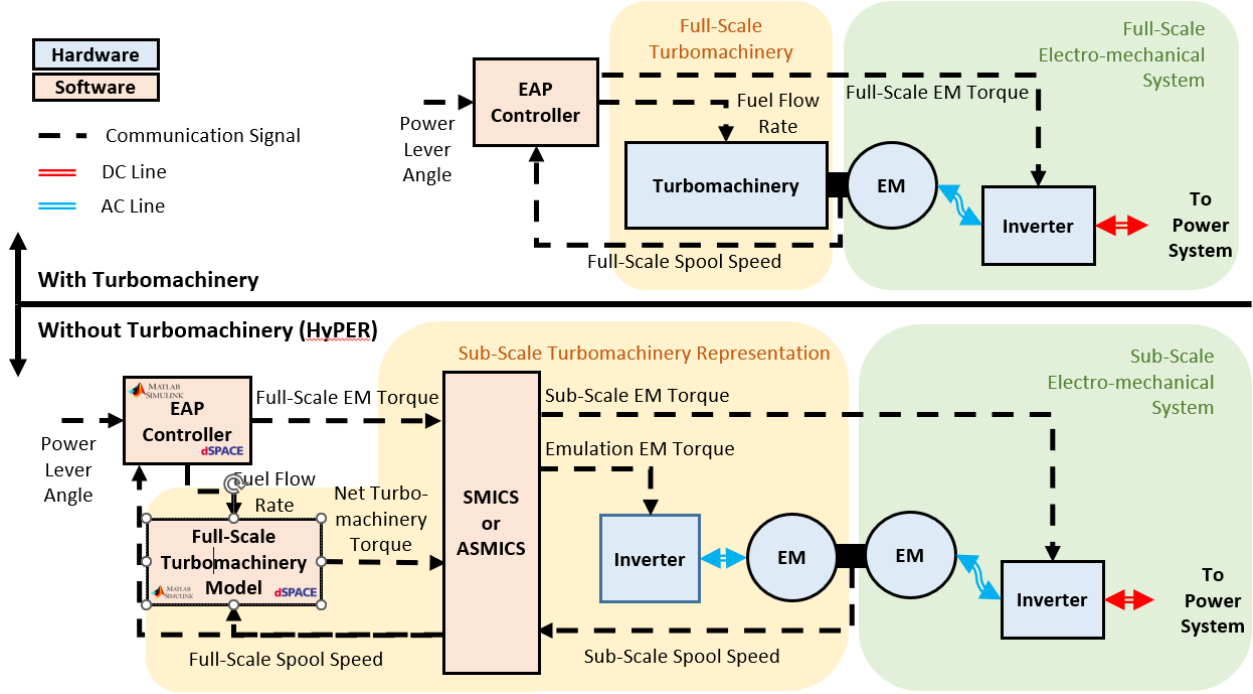 Hardware
Software
Communication Signal
DC Line
AC Line
Full-Scale
Turbomachinery
Full-Scale
Electro-mechanical
System
EAP
Controller
Power
Lever
Angle
Full-Scale EM Torque
Fuel Flow
Rate
Turbomachinery
EM
Inverter
To
Power
System
Full-Scale Spool Speed
With Turbomachinery
Without Turbomachinery (HyPER)
Sub-Scale Turbomachinery Representation
Sub-Scale
Electro-mechanical
System
MATLAB
SIMULINK
EAP
Controller
dSPACE
Power
Lever
Angle
Full-Scale EM Torque
Fuel Flow
Rate
Net Turbo-
machinery
Torque
Full-Scale
Turbomachinery
Model
MATLAB
SIMULINK
dSPACE
Full-Scale Spool Speed
SMICS
or
ASMICS
Sub-Scale EM Torque
Emulation EM Torque
Inverter
EM
EM
Inverter
To
Power
System
Sub-Scale Spool Speed